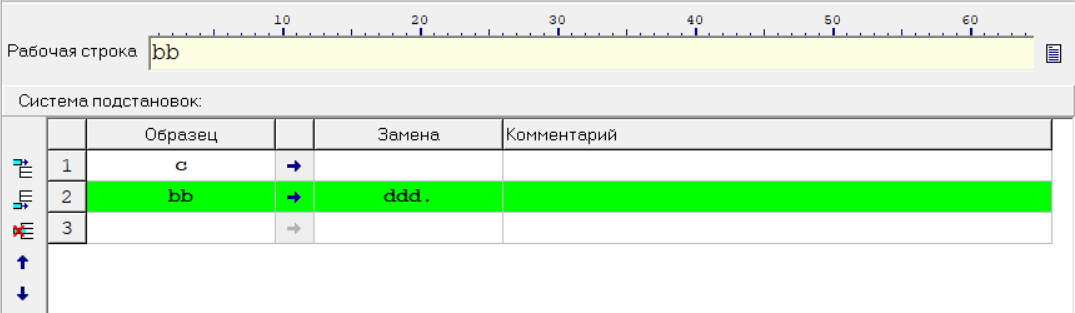 10 20 30 40 50 60
Рабочая строка bb
Система подстановок:
Образец Замена Комментарий
1 c →
2 bb → ddd.
3 →